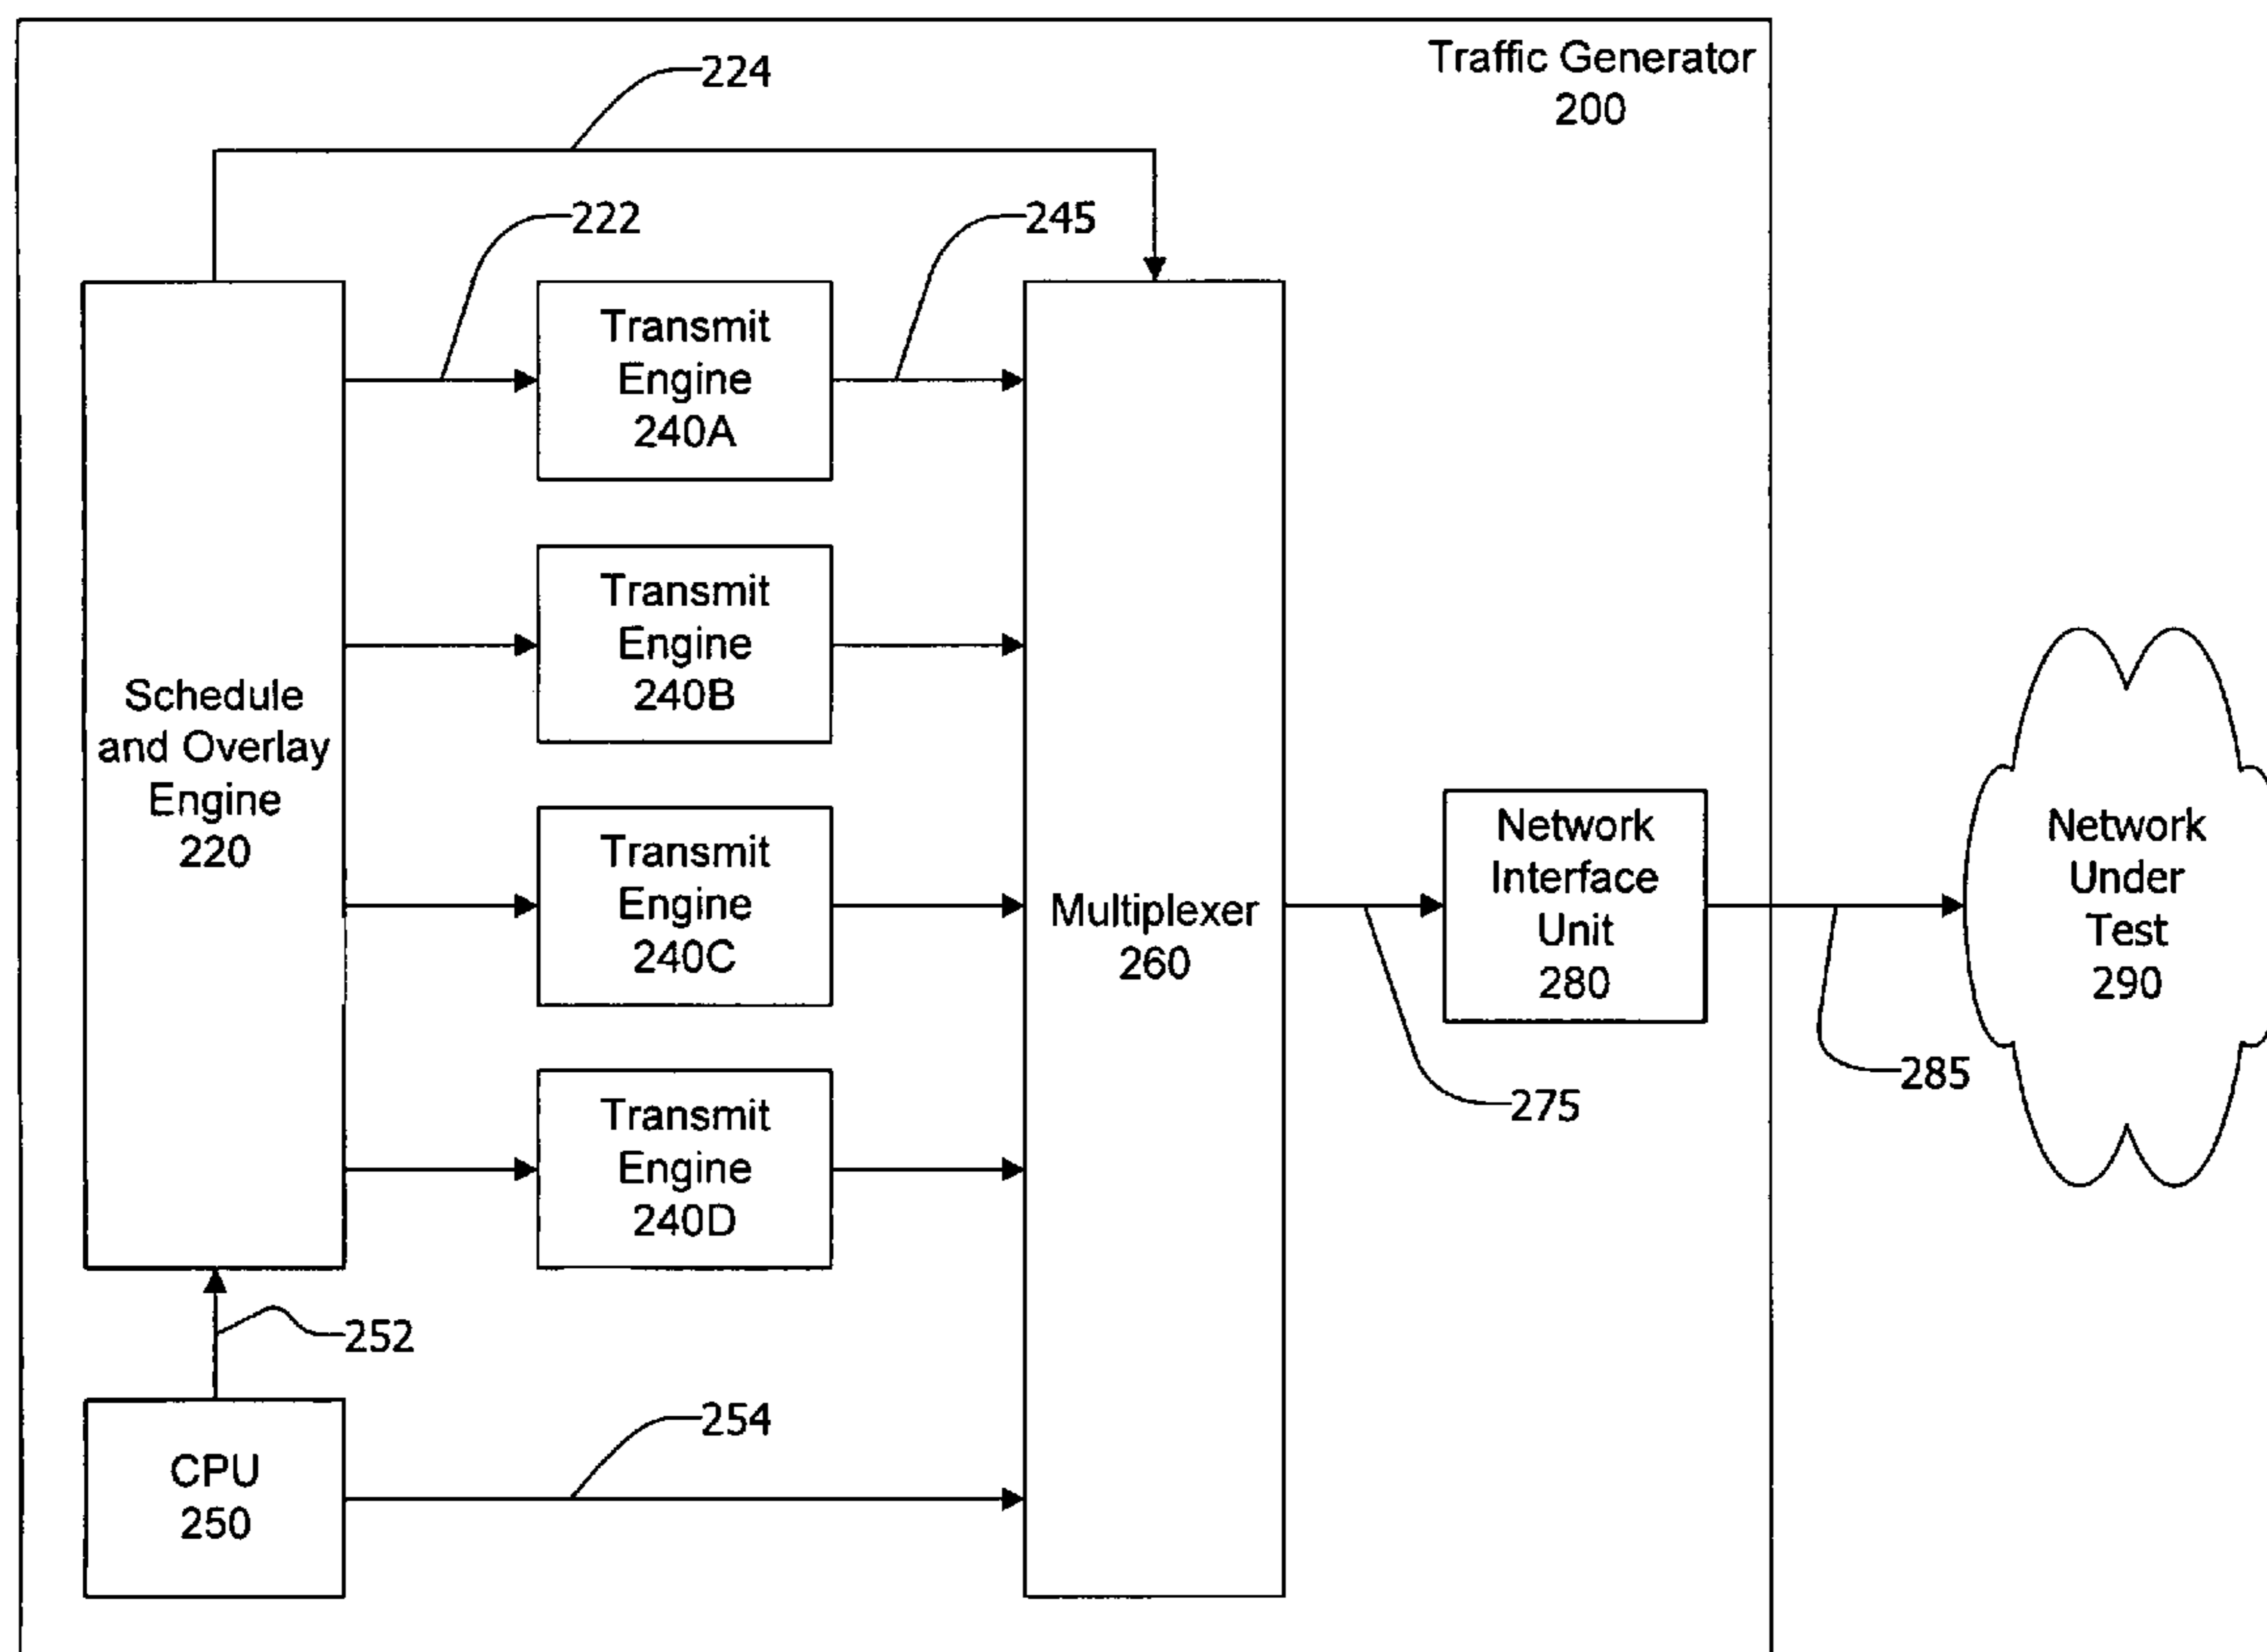 Traffic Generator
200
224
222
245
Transmit
Engine
240A
Transmit
Engine
240B
Schedule
and Overlay
Engine
220
Transmit
Engine
240C
Multiplexer
260
Network
Interface
Unit
280
Network
Under
Test
290
285
275
Transmit
Engine
240D
252
254
CPU
250